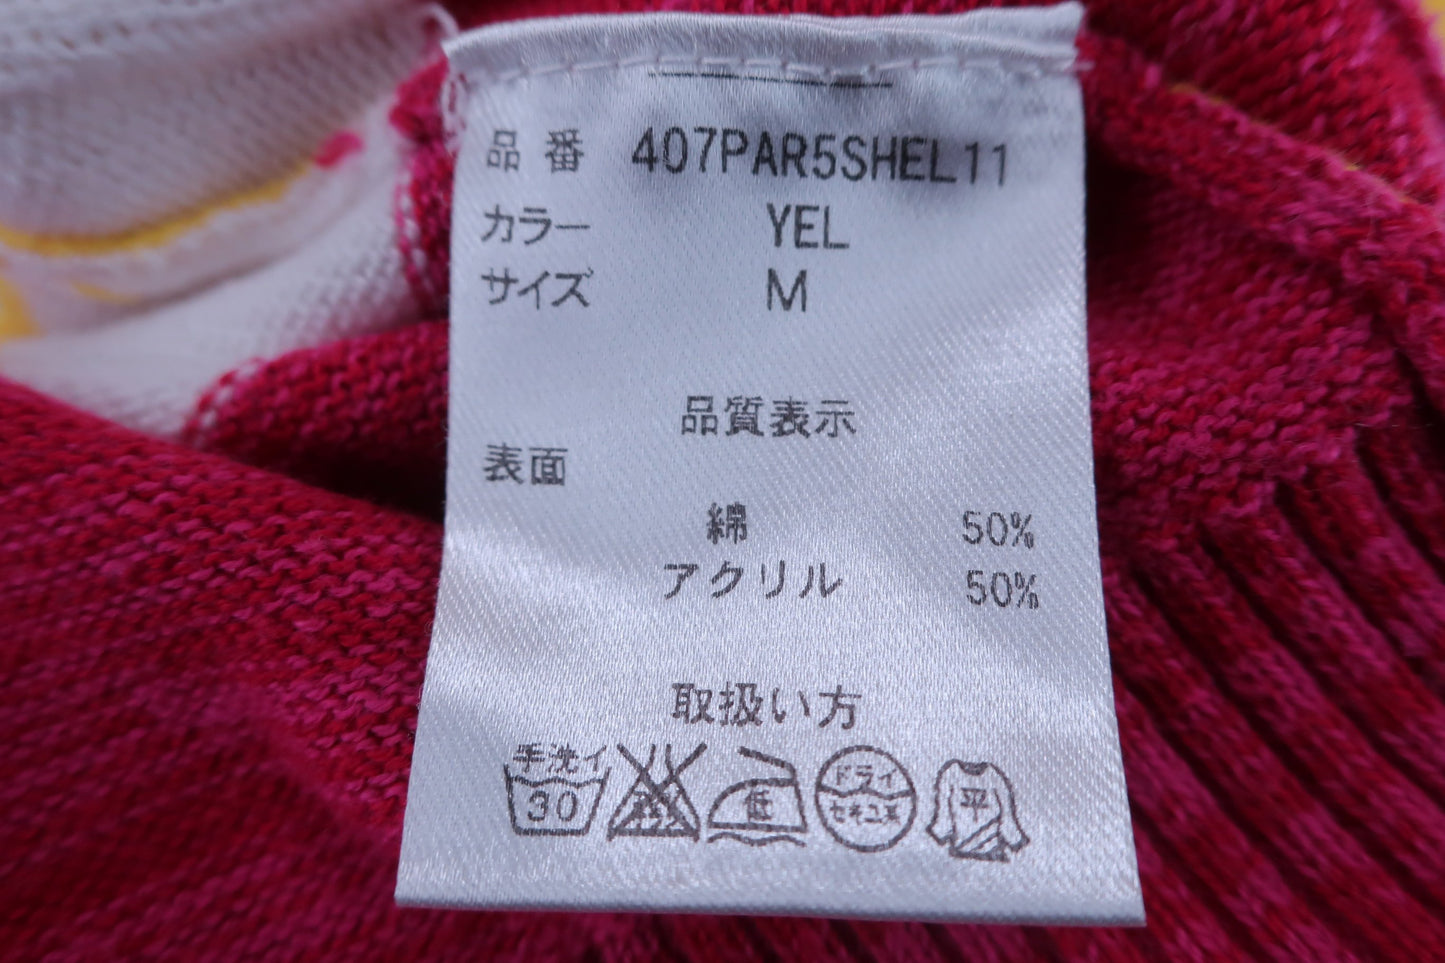 品番 407PAR5SHEL11
カラー YEL
サイズ M
品質表示
表面
綿 50%
アクリル 50%
取扱い方
手洗イ
30
低
ドライ
セキユ系
平